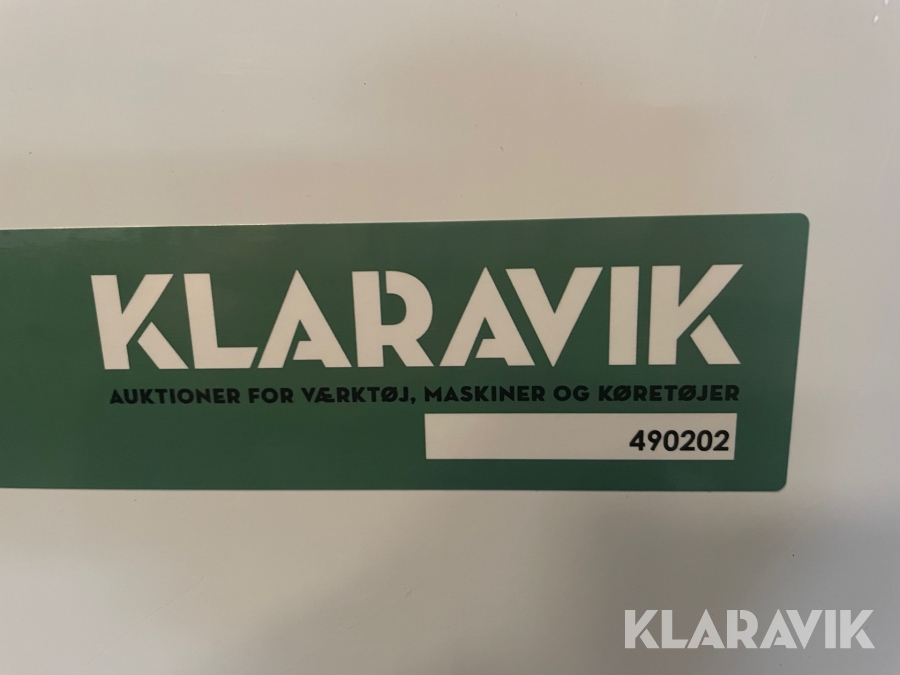 KLARAVIK
AUKTIONER FOR VÆRKTØJ, MASKINER OG KØRETØJER
490202
KLARAVIK